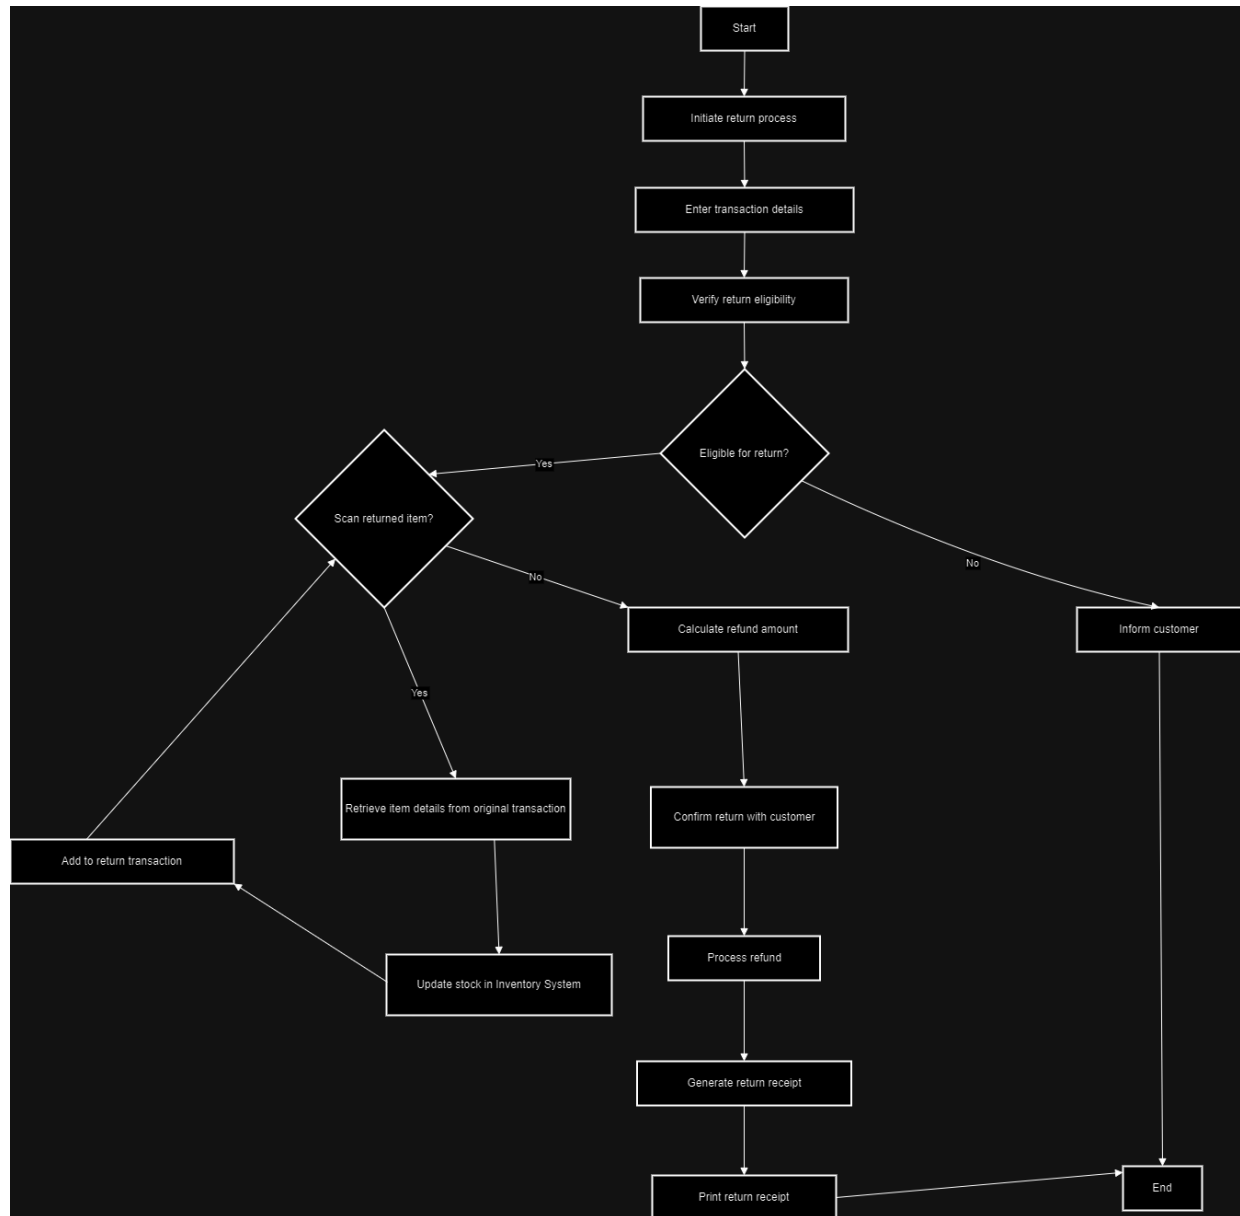 Start
Initiate return process
Enter transaction details
Verify return eligibility
Eligible for return?
Yes
Scan returned item?
No
No
Calculate refund amount
Inform customer
Yes
Retrieve item details from original transaction
Confirm return with customer
Add to return transaction
Process refund
Update stock in Inventory System
Generate return receipt
Print return receipt
End